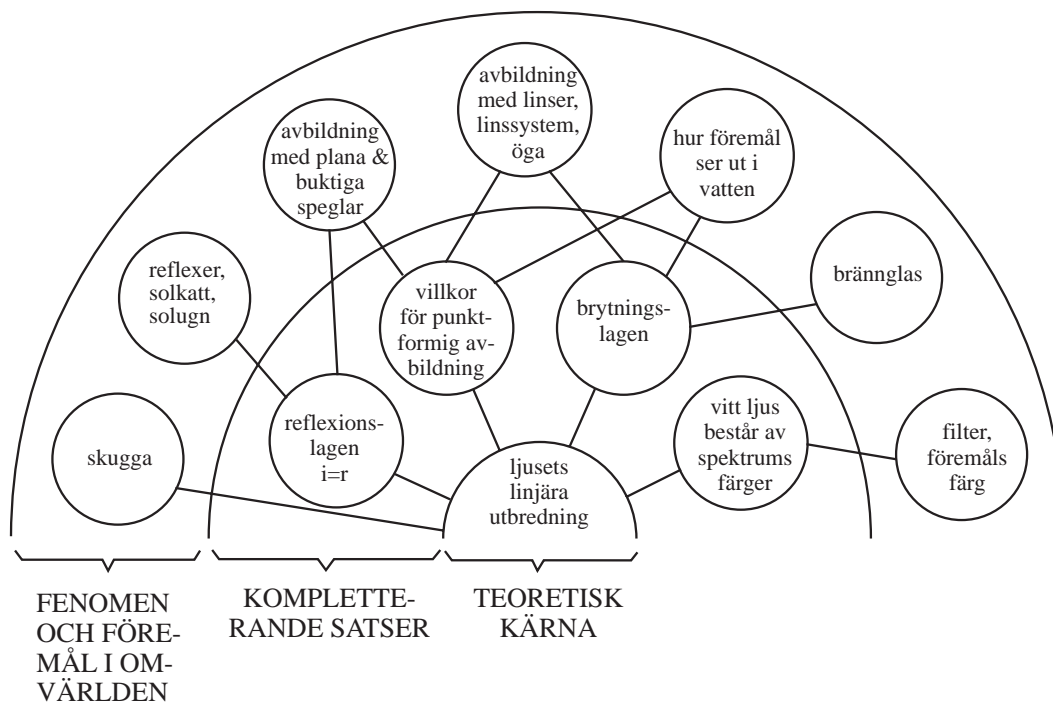 avbildning
med linser,
linssystem,
öga
avbildning
med plana &
buktiga
speglar
hur föremål
ser ut i
vatten
reflexer,
solkatt,
solugn
villkor
för punkt-
formig av-
bildning
brytnings-
lagen
brännglas
skugga
reflexions-
lagen
i=r
ljusets
linjära
utbredning
vitt ljus
består av
spektrums
färger
filter,
föremåls
färg
FENOMEN
OCH FÖRE-
MÅL I OM-
VÄRLDEN
KOMPLETTE-
RANDE SATSER
TEORETISK
KÄRNA